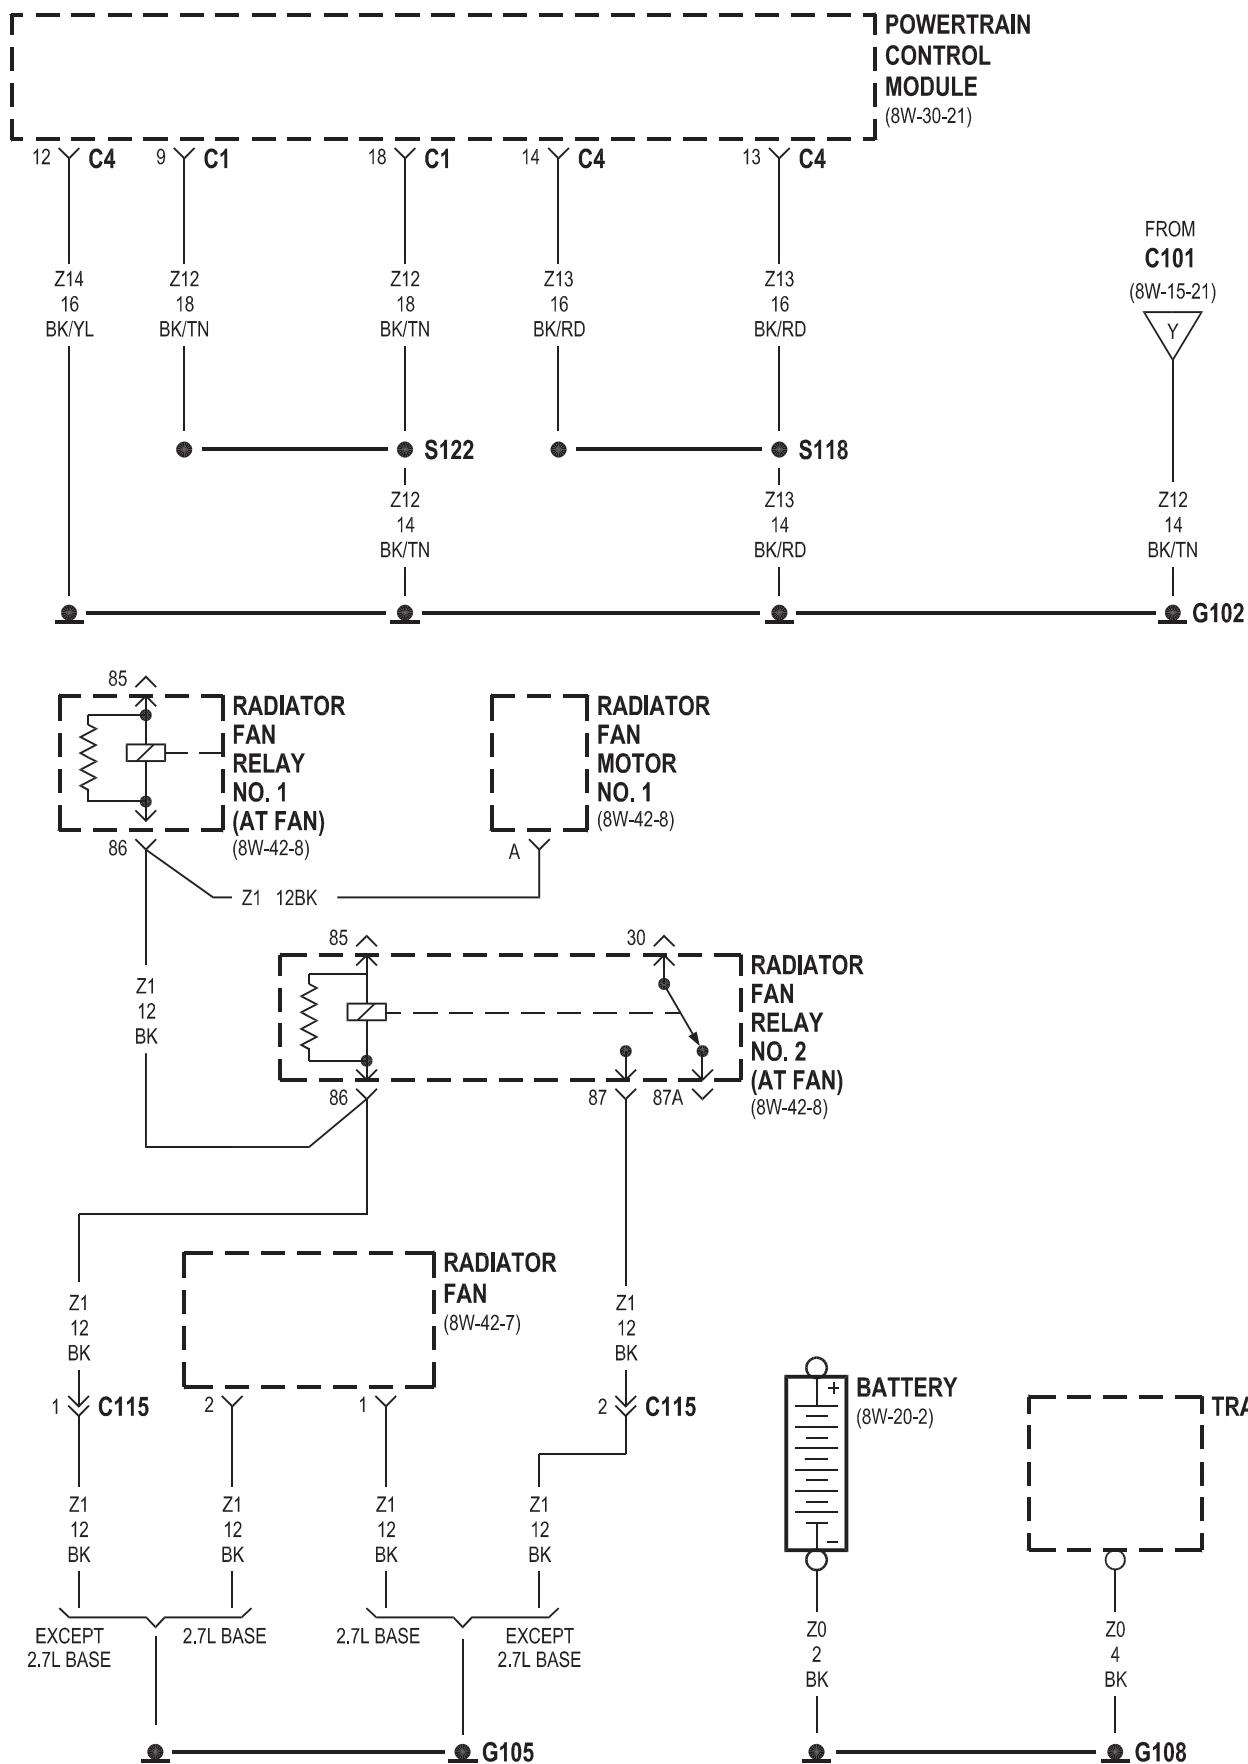 POWERTRAIN
CONTROL
MODULE
(8W-30-21)
12 C4 9 C1 18 C1 14 C4 13 C4
FROM
C101
(8W-15-21)
Y
Z14 Z12 Z12 Z13 Z13
16 18 18 16 16
BK/YL BK/TN BK/TN BK/RD BK/RD
S122 S118
Z12 Z13 Z12
14 14 14
BK/TN BK/RD BK/TN
G102
85
RADIATOR
FAN
RELAY
NO. 1
(AT FAN)
(8W-42-8)
86
RADIATOR
FAN
MOTOR
NO. 1
(8W-42-8)
A
Z1 12BK
Z1
12
BK
85 30
RADIATOR
FAN
RELAY
NO. 2
(AT FAN)
(8W-42-8)
86 87 87A
RADIATOR
FAN
(8W-42-7)
Z1 Z1
12 12
BK BK
1 C115 2 1 2 C115
BATTERY
(8W-20-2)
+
−
TRA
Z1 Z1 Z1 Z1
12 12 12 12
BK BK BK BK
EXCEPT 2.7L BASE 2.7L BASE EXCEPT
2.7L BASE 2.7L BASE
Z0 Z0
2 4
BK BK
G105 G108